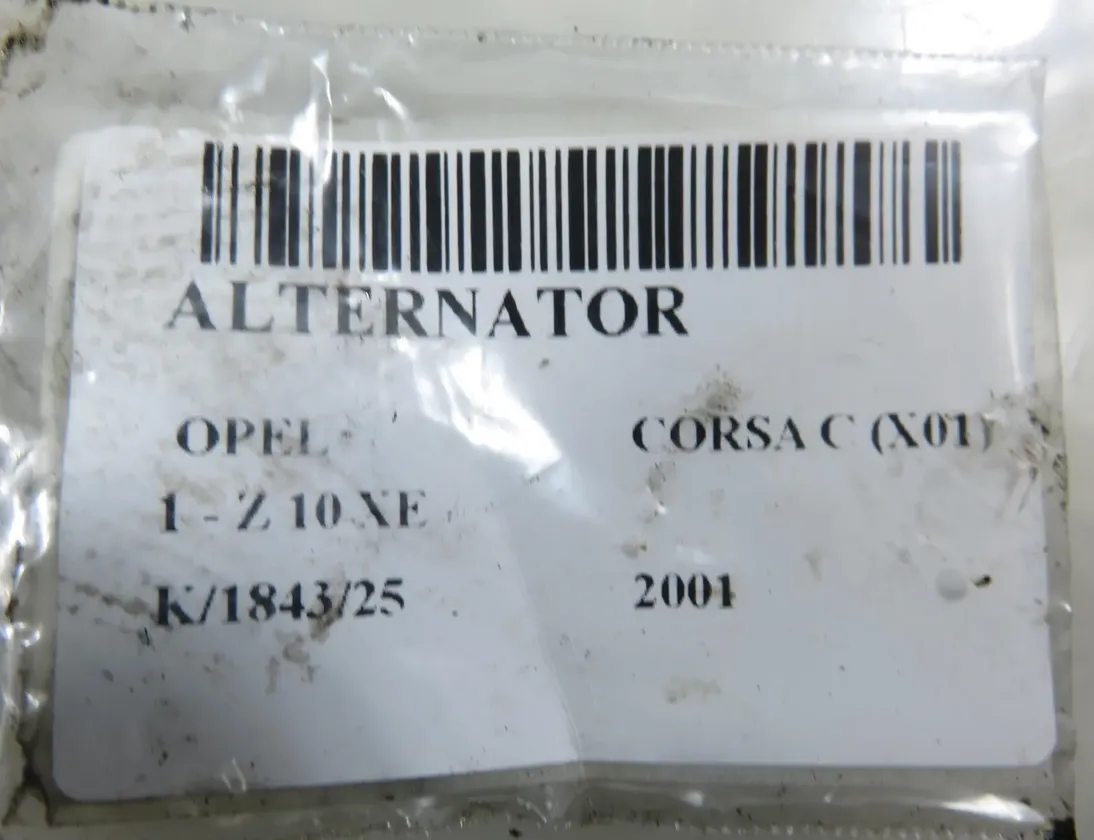 ALTERNATOR
OPEL CORSA C (X01)
1 - Z 10 XE
K/1843/25 2001